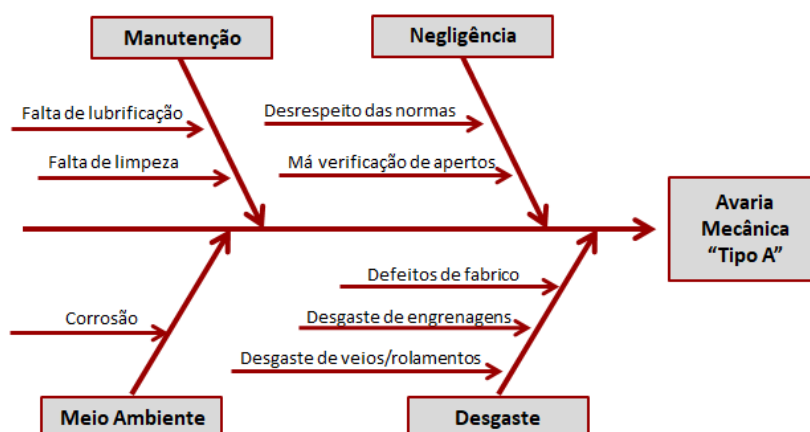 Manutenção
Negligência
Falta de lubrificação
Desrespeito das normas
Falta de limpeza
Má verificação de apertos
Avaria
Mecânica
“Tipo A”
Defeitos de fabrico
Corrosão
Desgaste de engrenagens
Desgaste de veios/rolamentos
Meio Ambiente
Desgaste